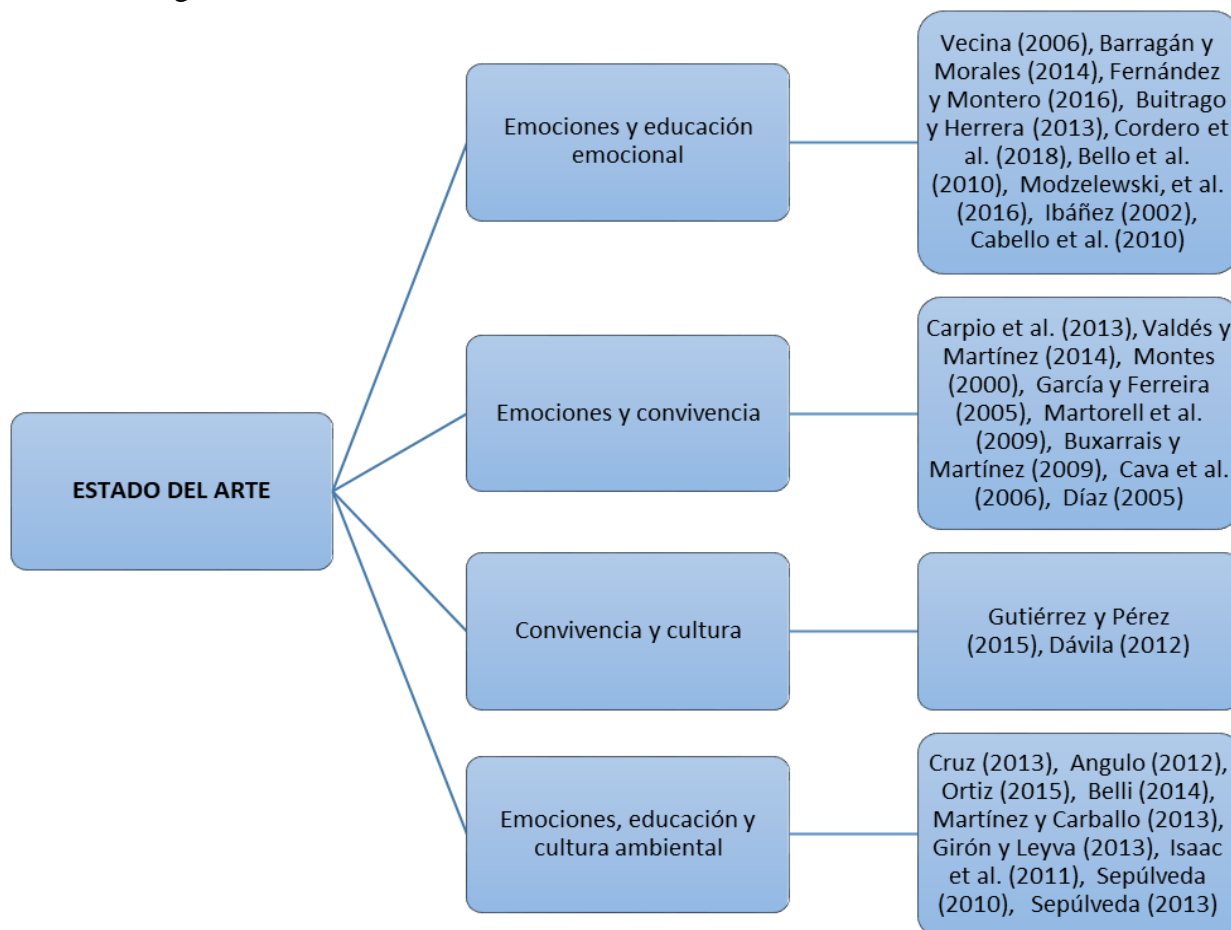 Vecina (2006), Barragán y
Morales (2014), Fernández
y Montero (2016), Buitrago
y Herrera (2013), Cordero et
al. (2018), Bello et al.
(2010), Modzelewski, et al.
(2016), Ibáñez (2002),
Cabello et al. (2010)
Emociones y educación
emocional
Carpio et al. (2013), Valdés y
Martínez (2014), Montes
(2000), García y Ferreira
(2005), Martorell et al.
(2009), Buxarrais y
Martínez (2009), Cava et al.
(2006), Díaz (2005)
Emociones y convivencia
ESTADO DEL ARTE
Convivencia y cultura
Gutiérrez y Pérez
(2015), Dávila (2012)
Emociones, educación y
cultura ambiental
Cruz (2013), Angulo (2012),
Ortiz (2015), Belli (2014),
Martínez y Carballo (2013),
Girón y Leyva (2013), Isaac
et al. (2011), Sepúlveda
(2010), Sepúlveda (2013)